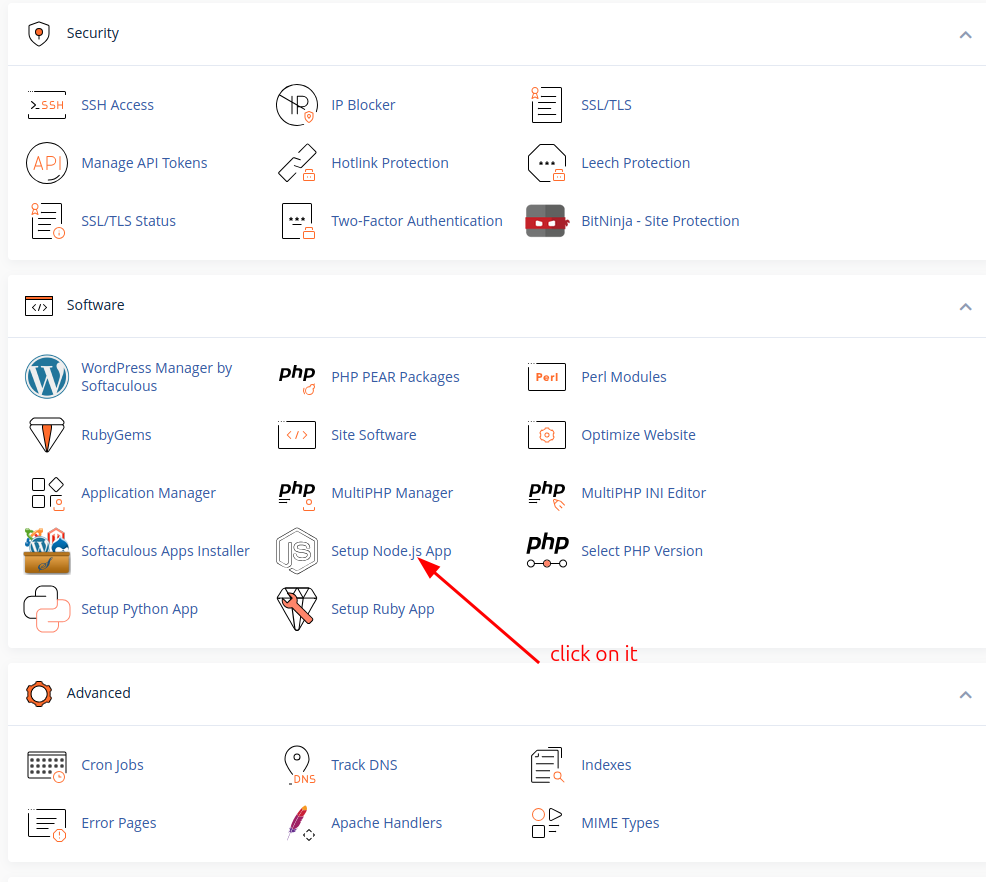 Security
SSH
SSH Access
IP
IP Blocker
SSL/TLS
API
Manage API Tokens
Hotlink Protection
Leech Protection
SSL/TLS Status
Two-Factor Authentication
BitNinja - Site Protection
Software
WordPress Manager by
Softaculous
php
PHP PEAR Packages
Perl
Perl Modules
RubyGems
Site Software
Optimize Website
Application Manager
php
MultiPHP Manager
php
MultiPHP INI Editor
Softaculous Apps Installer
JS
Setup Node.js App
php
Select PHP Version
Setup Python App
Setup Ruby App
click on it
Advanced
Cron Jobs
DNS
Track DNS
Indexes
Error Pages
Apache Handlers
MIME Types